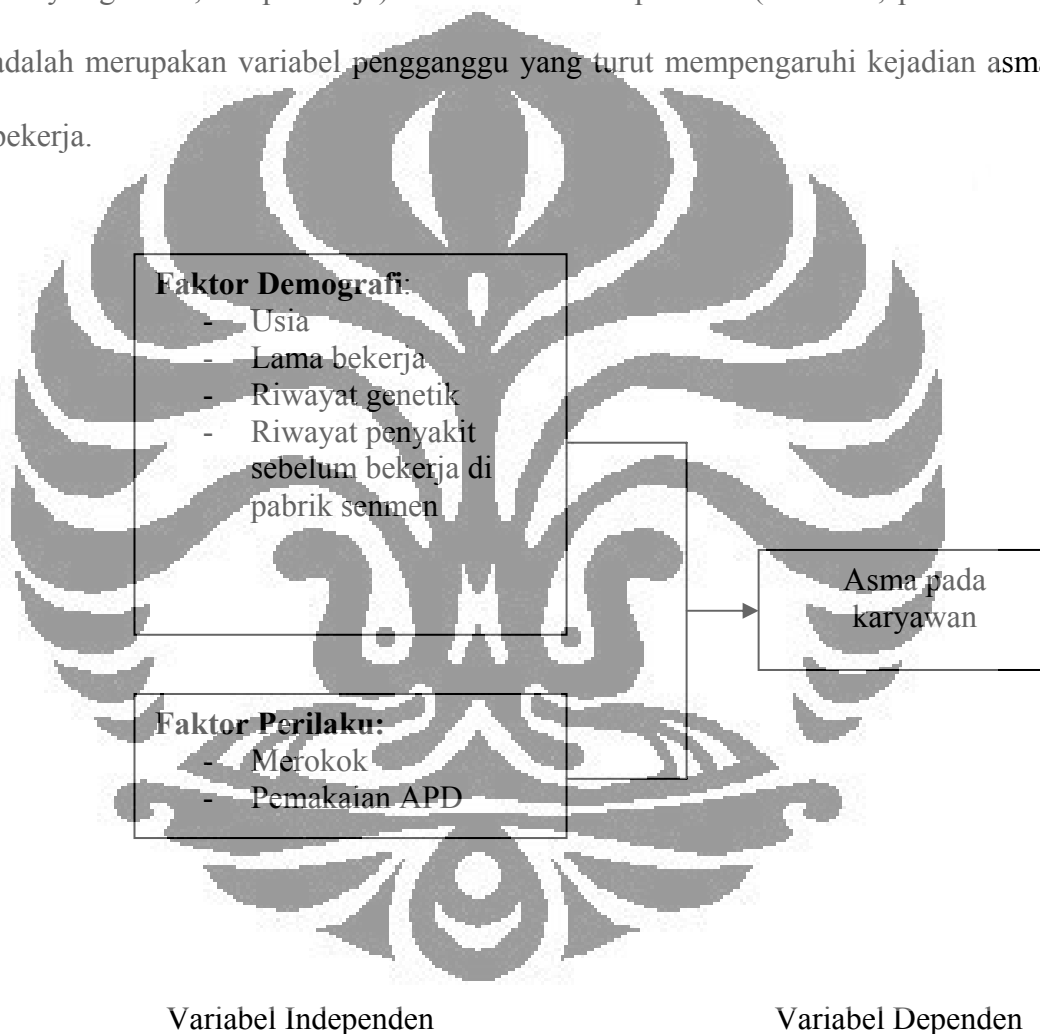 adalah merupakan variabel pengganggu yang turut mempengaruhi kejadian asma
bekerja.
Faktor Demografi:
- Usia
- Lama bekerja
- Riwayat genetik
- Riwayat penyakit
sebelum bekerja di
pabrik senmen
Asma pada
karyawan
Faktor Perilaku:
- Merokok
- Pemakaian APD
Variabel Independen
Variabel Dependen